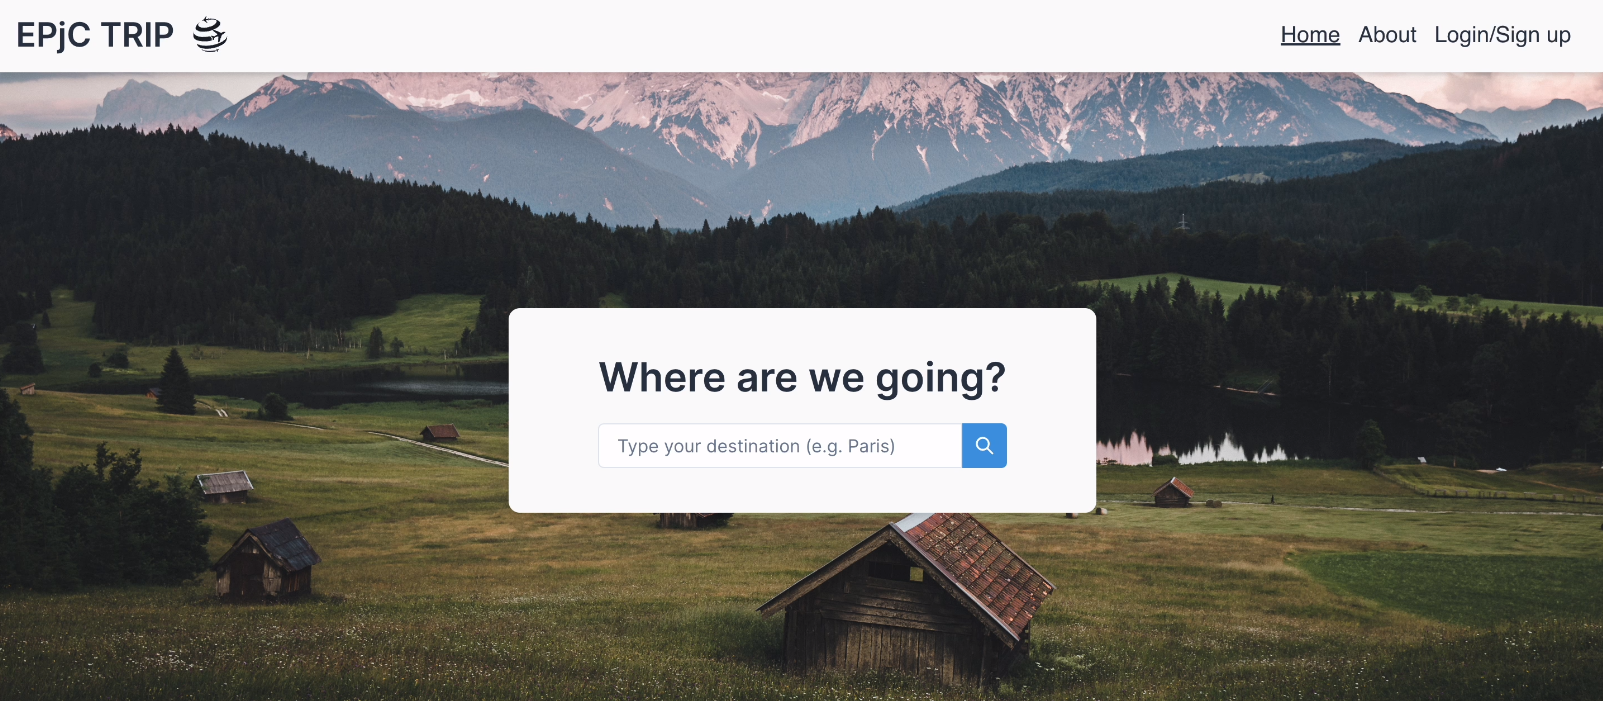 EPjC TRIP
Home About Login/Sign up
Where are we going?
Type your destination (e.g. Paris)